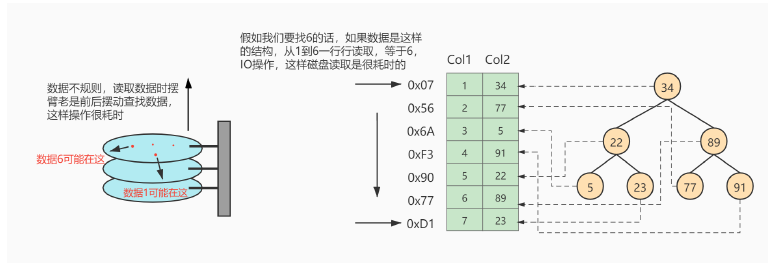 假如我们要找6的话，如果数据是这样
的结构，从1到6一行行读取，等于6，
IO操作，这样磁盘读取是很耗时的
数据不规则，读取数据时摆
臂老是前后摆动查找数据，
这样操作很耗时
数据6可能在这
数据1可能在这
Col1 Col2
0x07 1 34
0x56 2 77
0x6A 3 5
0xF3 4 91
0x90 5 22
0x77 6 89
0xD1 7 23
34
22 89
5 23 77 91